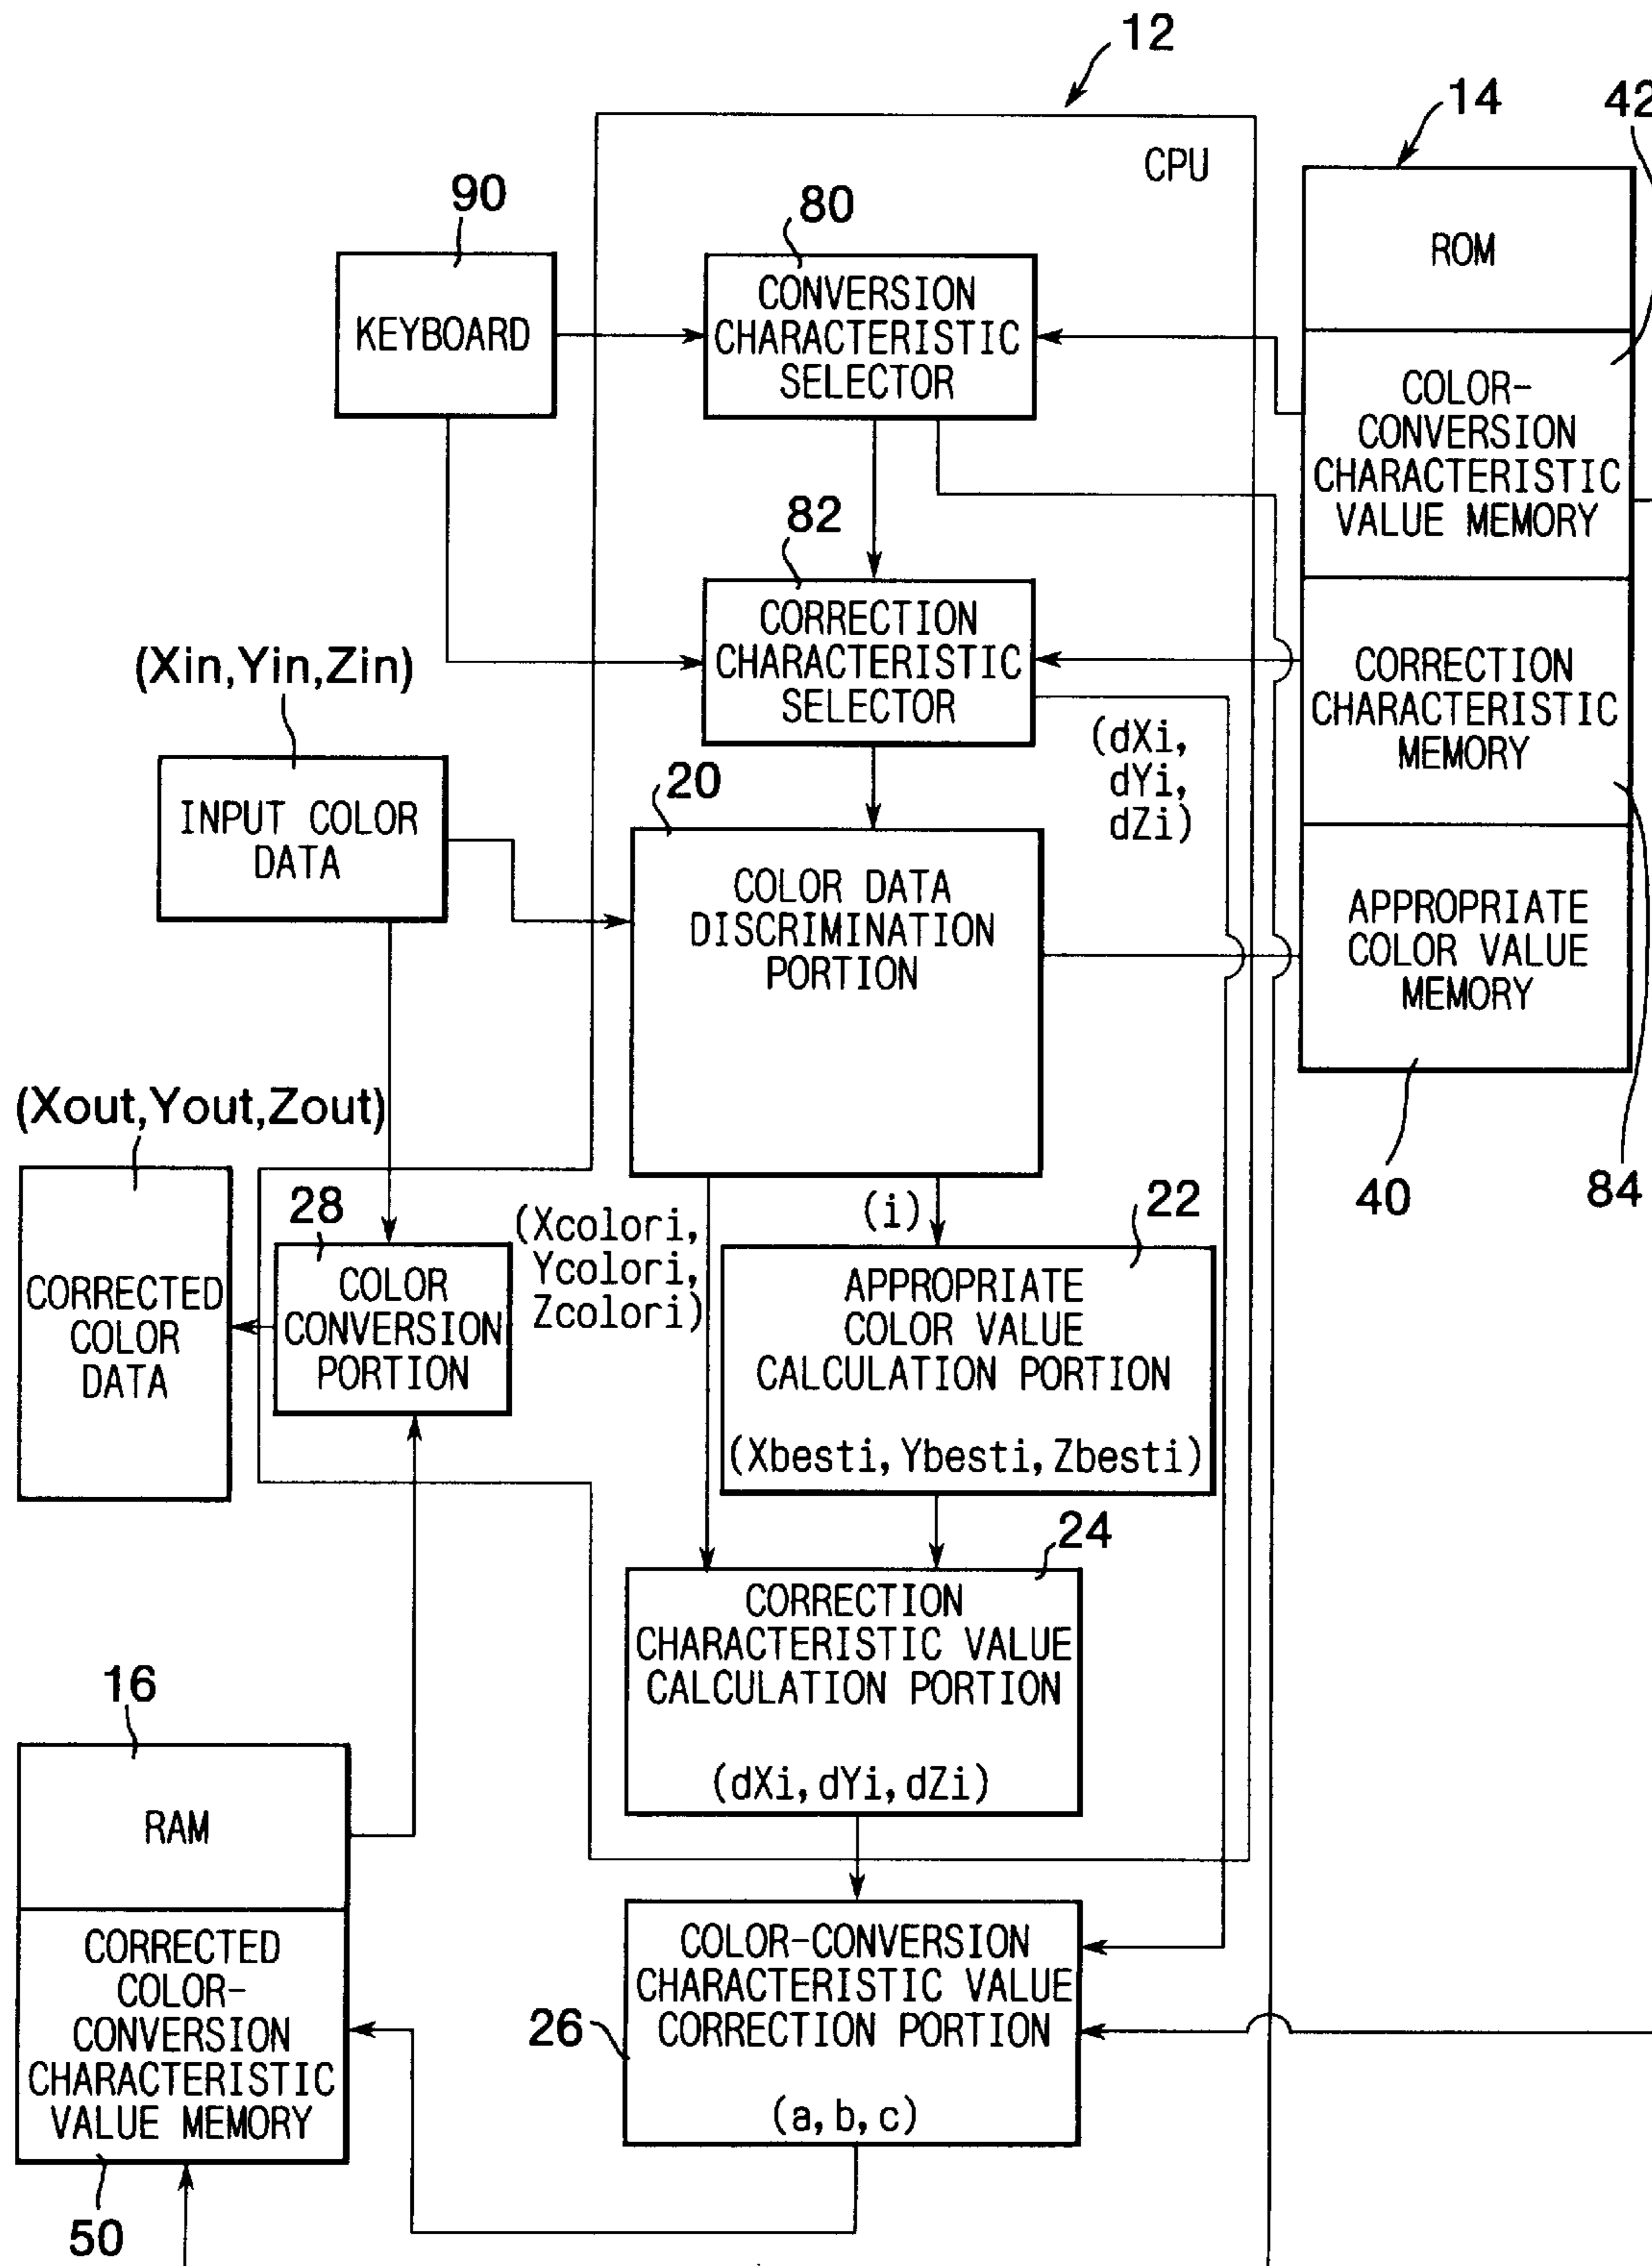 12
14
42
CPU
90
80
ROM
KEYBOARD
CONVERSION
CHARACTERISTIC
SELECTOR
COLOR-
CONVERSION
CHARACTERISTIC
VALUE MEMORY
82
CORRECTION
CHARACTERISTIC
SELECTOR
CORRECTION
CHARACTERISTIC
MEMORY
(Xin,Yin,Zin)
(dXi,
dYi,
dZi)
INPUT COLOR
DATA
20
COLOR DATA
DISCRIMINATION
PORTION
APPROPRIATE
COLOR VALUE
MEMORY
40
84
(Xout,Yout,Zout)
CORRECTED
COLOR
DATA
28
COLOR
CONVERSION
PORTION
(Xcolori,
Ycolori,
Zcolori)
(i)
22
APPROPRIATE
COLOR VALUE
CALCULATION PORTION
(Xbesti, Ybesti, Zbesti)
24
CORRECTION
CHARACTERISTIC VALUE
CALCULATION PORTION
(dXi, dYi, dZi)
16
RAM
CORRECTED
COLOR-
CONVERSION
CHARACTERISTIC
VALUE MEMORY
50
26
COLOR-CONVERSION
CHARACTERISTIC VALUE
CORRECTION PORTION
(a, b, c)